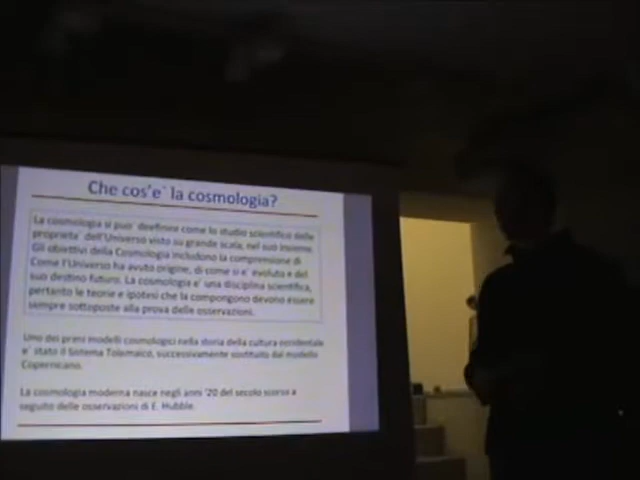 Che cos'e` la cosmologia?
La cosmologia si puo` deefinire come lo studio scientifico delle
proprieta` dell'Universo visto su grande scala, nel suo insieme.
Gli obiettivi della Cosmologia includono la comprensione di
Come l'Universo ha avuto origine, di come si e` evoluto e del
suo destino futuro. La cosmologia e` una disciplina scientifica,
pertanto le teorie e ipotesi che la compongono devono essere
sempre sottoposte alla prova delle osservazioni.
Uno dei primi modelli cosmologici nella storia della cultura occidentale
e` stato il Sistema Tolemaico, successivamente sostituito dal modello
Copernicano.
La cosmologia moderna nasce negli anni '20 del secolo scorso a
seguito delle osservazioni di E. Hubble.